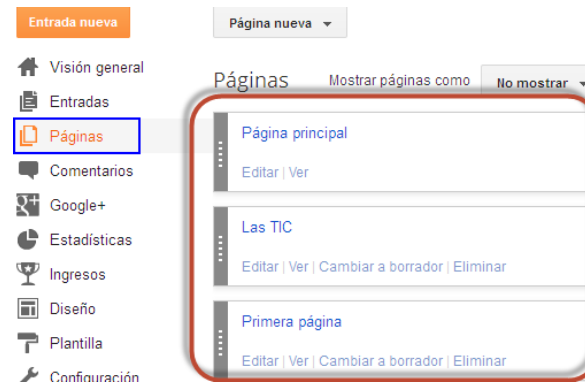 Entrada nueva
Página nueva
Visión general
Entradas
Páginas
Comentarios
Google+
Estadísticas
Ingresos
Diseño
Plantilla
Configuración
Páginas
Mostrar páginas como
No mostrar
Página principal
Editar | Ver
Las TIC
Editar | Ver | Cambiar a borrador | Eliminar
Primera página
Editar | Ver | Cambiar a borrador | Eliminar